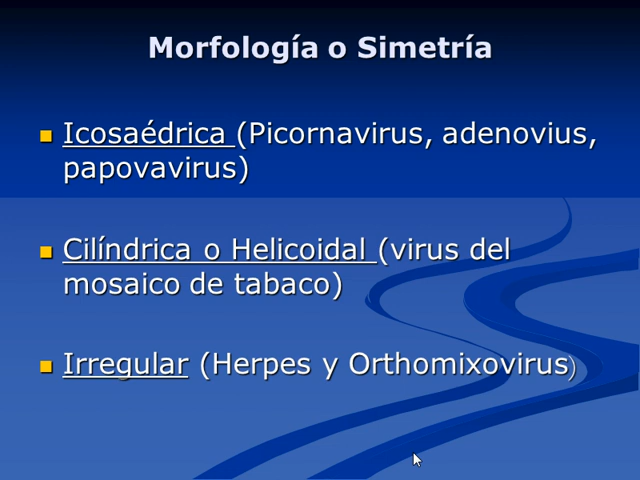 Morfología o Simetría
Icosaédrica (Picornavirus, adenovius,
papovavirus)
Cilíndrica o Helicoidal (virus del
mosaico de tabaco)
Irregular (Herpes y Orthomixovirus)